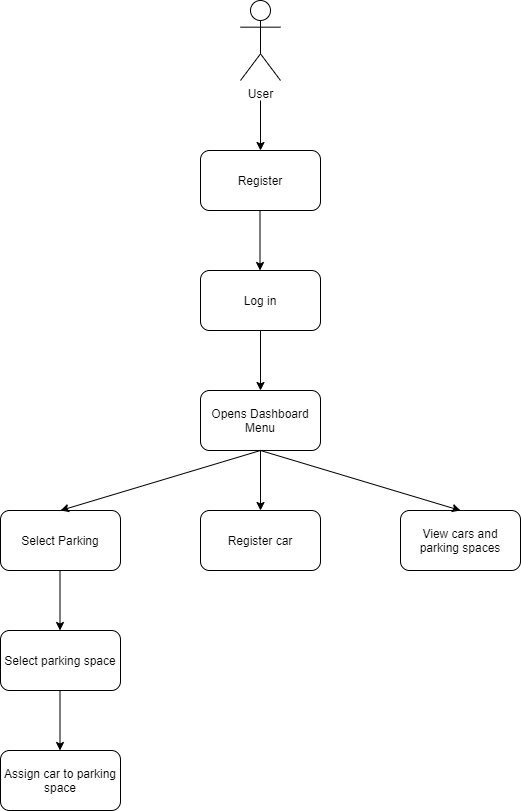 User
Register
Log in
Opens Dashboard
Menu
Select Parking
Register car
View cars and
parking spaces
Select parking space
Assign car to parking
space